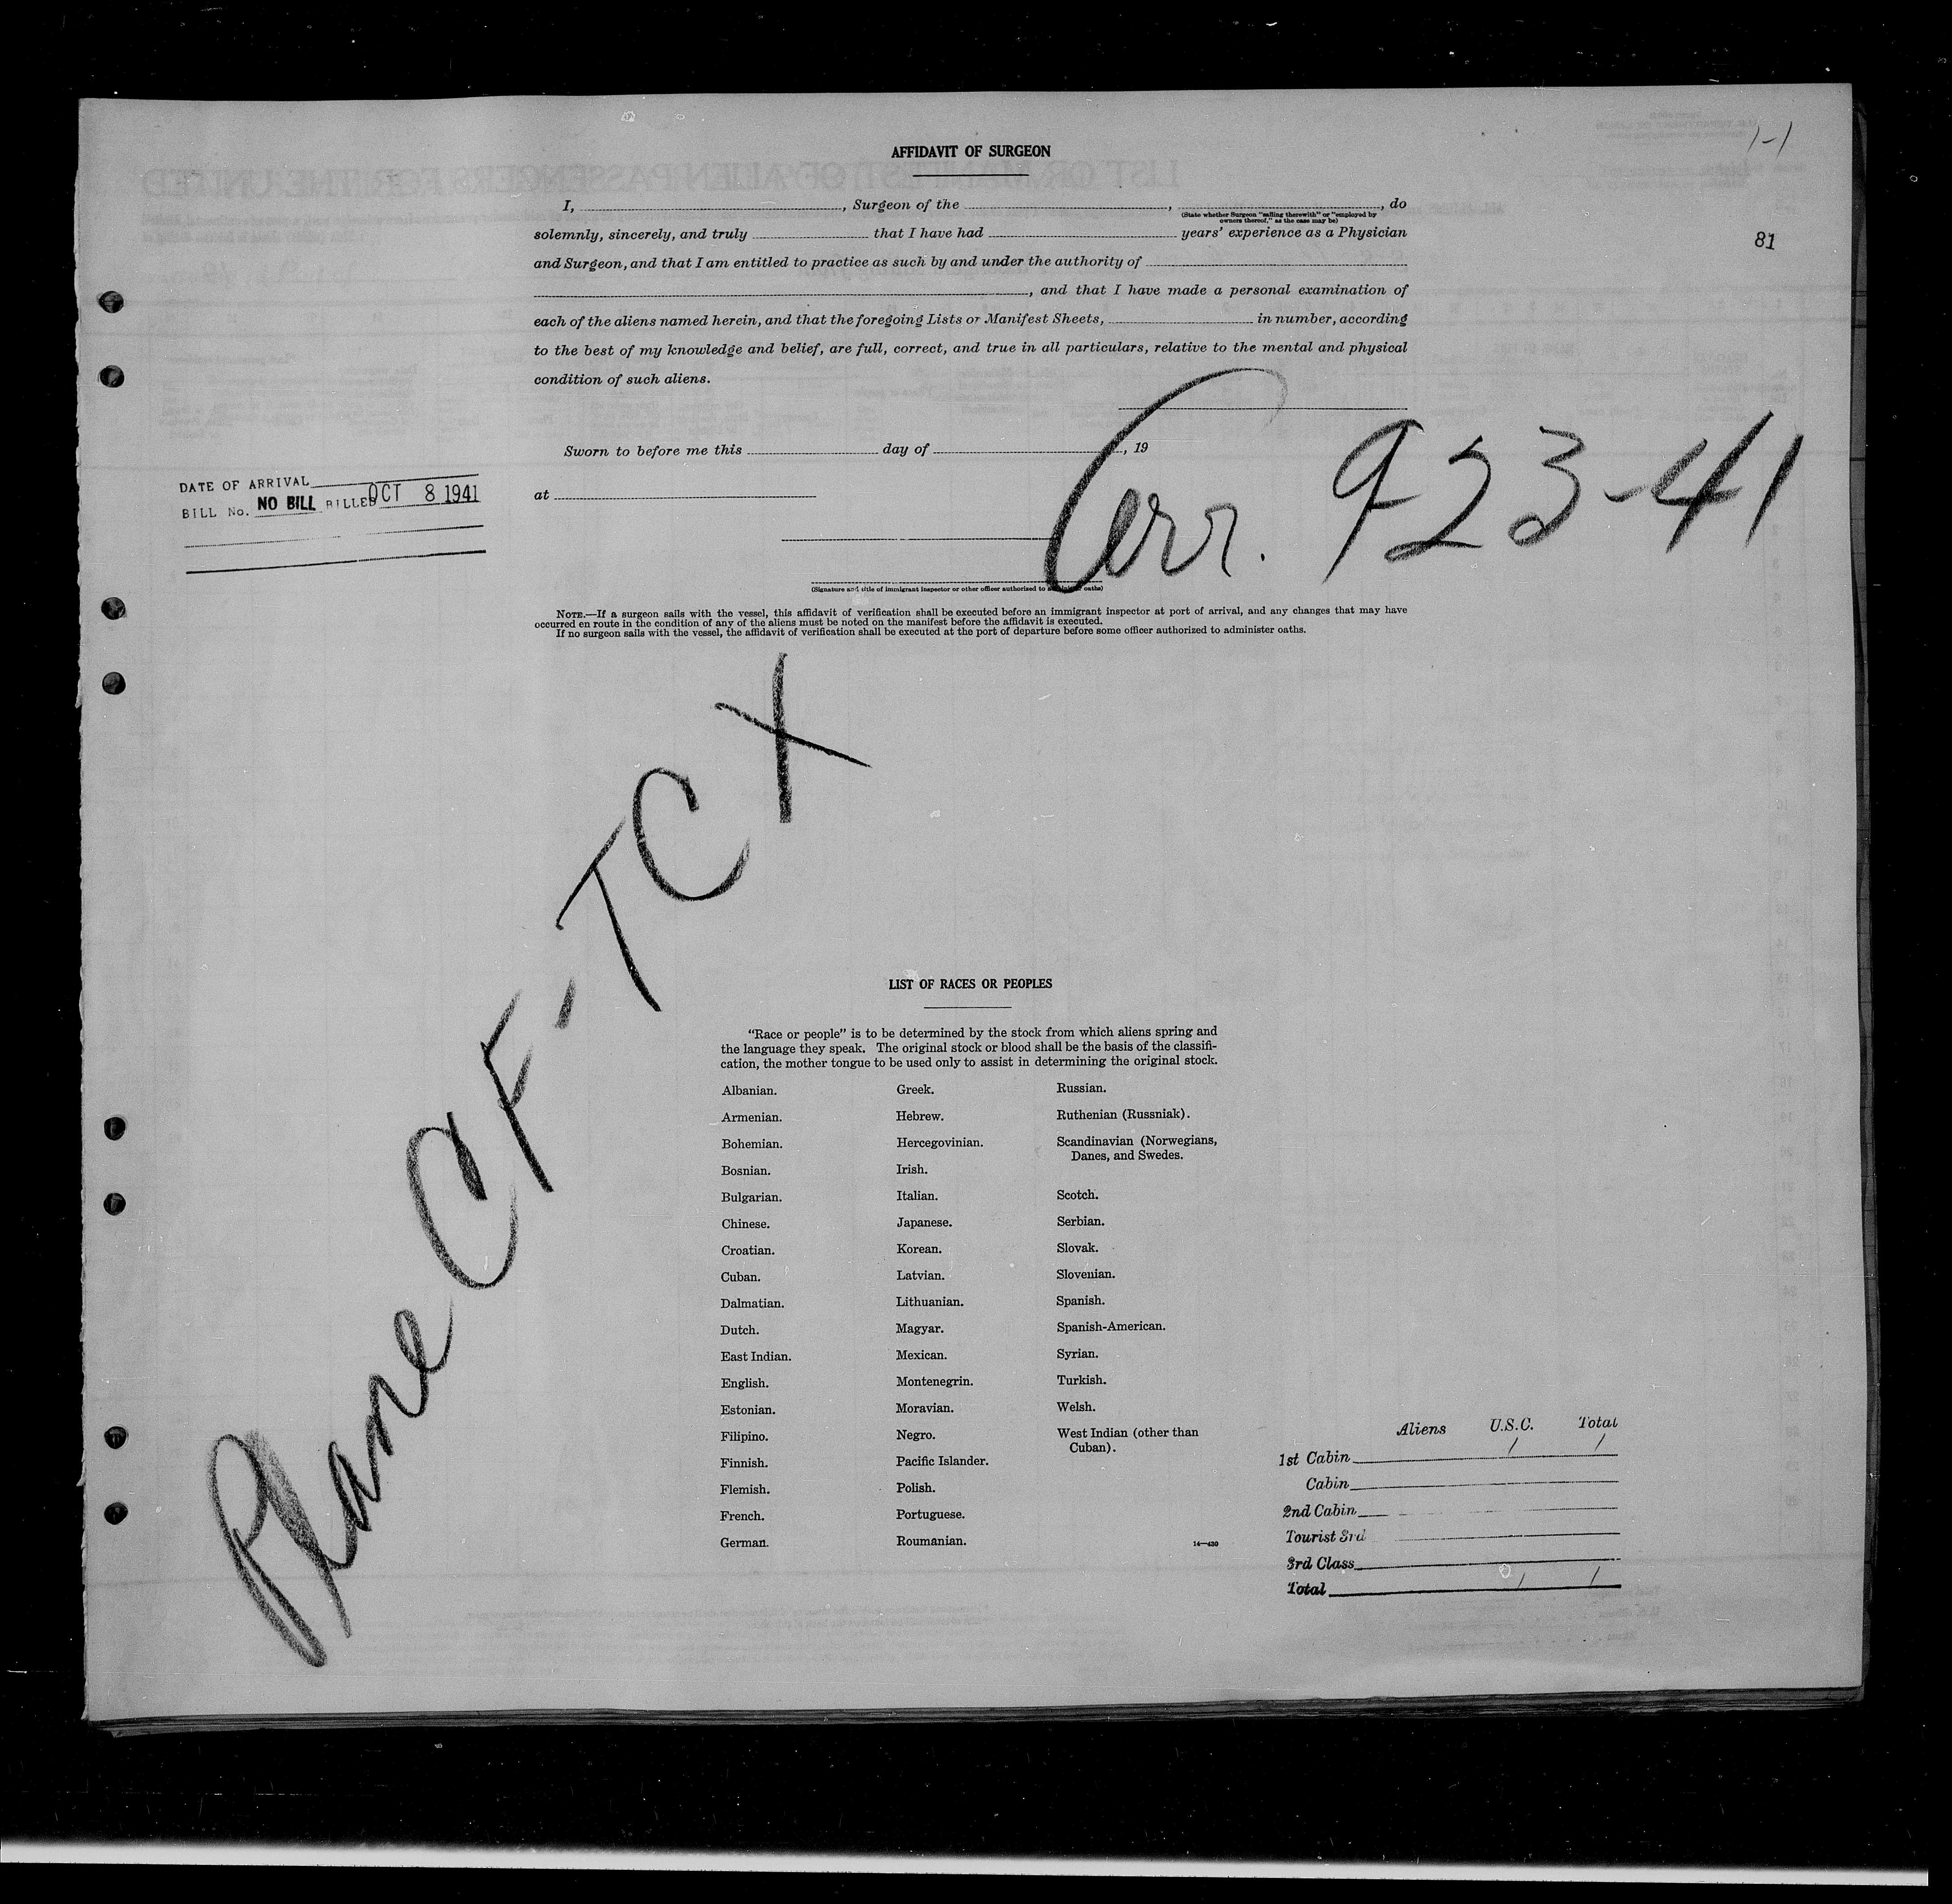 1-1
AFFIDAVIT OF SURGEON
I, , Surgeon of the , , do
(State whether Surgeon "sailing therewith" or "employed by
owners thereof," as the case may be)
solemnly, sincerely, and truly that I have had years' experience as a Physician
81
and Surgeon, and that I am entitled to practice as such by and under the authority of
, and that I have made a personal examination of
each of the aliens named herein, and that the foregoing Lists or Manifest Sheets, in number, according
to the best of my knowledge and belief, are full, correct, and true in all particulars, relative to the mental and physical
condition of such aliens.
Sworn to before me this day of , 19
Arr. 9-23-41
DATE OF ARRIVAL
BILL No. NO BILL BILLED OCT 8 1941
at
(Signature and title of immigrant inspector or other officer authorized to oaths)
NOTE.—If a surgeon sails with the vessel, this affidavit of verification shall be executed before an immigrant inspector at port of arrival, and any changes that may have
occurred en route in the condition of any of the aliens must be noted on the manifest before the affidavit is executed.
If no surgeon sails with the vessel, the affidavit of verification shall be executed at the port of departure before some officer authorized to administer oaths.
Plane CF-TCX
LIST OF RACES OR PEOPLES
"Race or people" is to be determined by the stock from which aliens spring and
the language they speak. The original stock or blood shall be the basis of the classifi-
cation, the mother tongue to be used only to assist in determining the original stock.
Albanian. Greek. Russian.
Armenian. Hebrew. Ruthenian (Russniak).
Bohemian. Hercegovinian. Scandinavian (Norwegians,
Danes, and Swedes.
Bosnian. Irish.
Bulgarian. Italian. Scotch.
Chinese. Japanese. Serbian.
Croatian. Korean. Slovak.
Cuban. Latvian. Slovenian.
Dalmatian. Lithuanian. Spanish.
Dutch. Magyar. Spanish-American.
East Indian. Mexican. Syrian.
English. Montenegrin. Turkish.
Estonian. Moravian. Welsh.
Filipino. Negro. West Indian (other than
Cuban).
Finnish. Pacific Islander.
Flemish. Polish.
French. Portuguese.
German. Roumanian.
14—430
Aliens U.S.C. Total
1st Cabin 1 1
Cabin
2nd Cabin
Tourist 3rd
3rd Class
Total 1 1